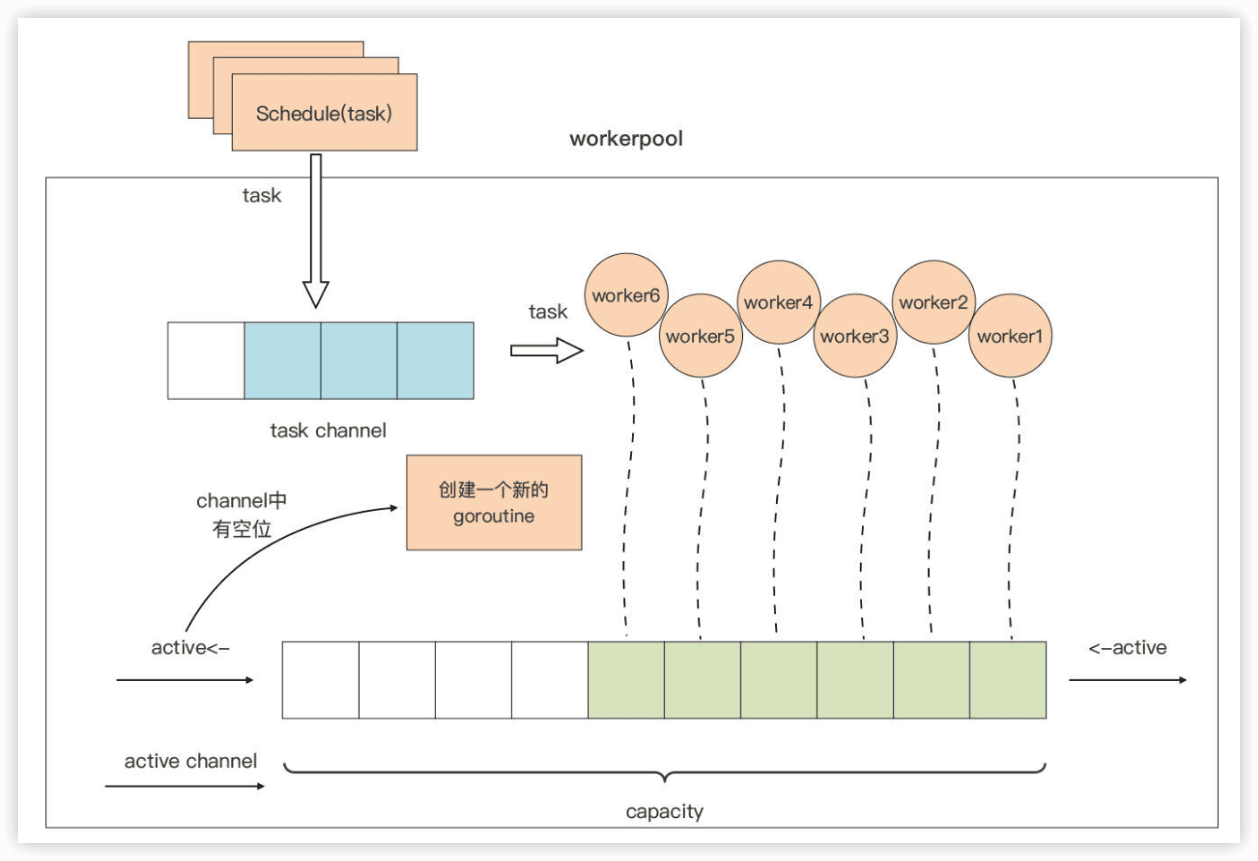 Schedule(task)
workerpool
task
worker6
worker4
worker2
task
worker5
worker3
worker1
task channel
channel中
有空位
创建一个新的
goroutine
active<-
<-active
active channel
capacity